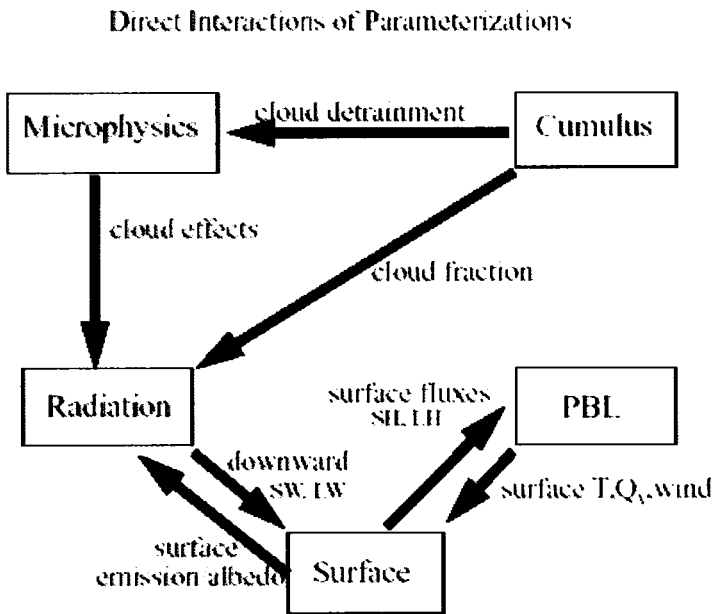 Direct Interactions of Parameterizations
Microphysics
cloud detrainment
Cumulus
cloud effects
cloud fraction
Radiation
surface fluxes
SH, LH
PBL
downward
SW, LW
surface T,Qv,wind
surface
emission albedo
Surface